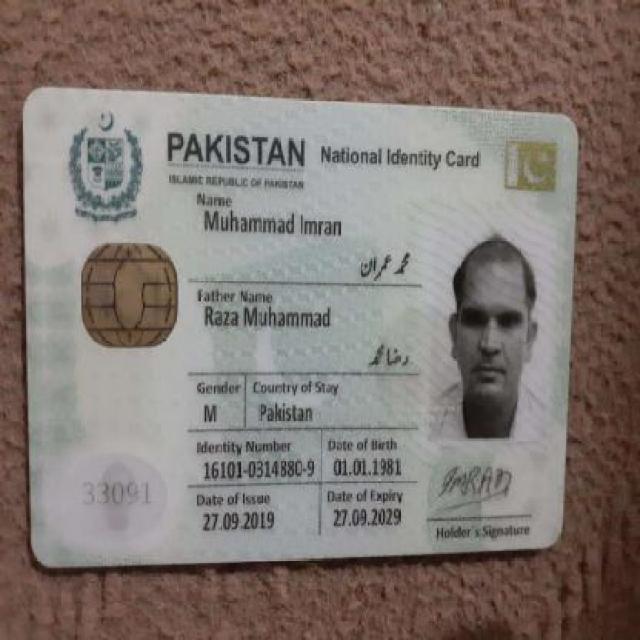 PAKISTAN National Identity Card
ISLAMIC REPUBLIC OF PAKISTAN
Name
Muhammad Imran
محمد عمران
Father Name
Raza Muhammad
رضا محمد
Gender Country of Stay
M Pakistan
Identity Number Date of Birth
16101-0314880-9 01.01.1981
Date of Issue Date of Expiry
27.09.2019 27.09.2029
33091
IMRAN
Holder's Signature